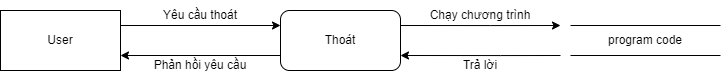 User
Yêu cầu thoát
Phản hồi yêu cầu
Thoát
Chạy chương trình
Trả lời
program code